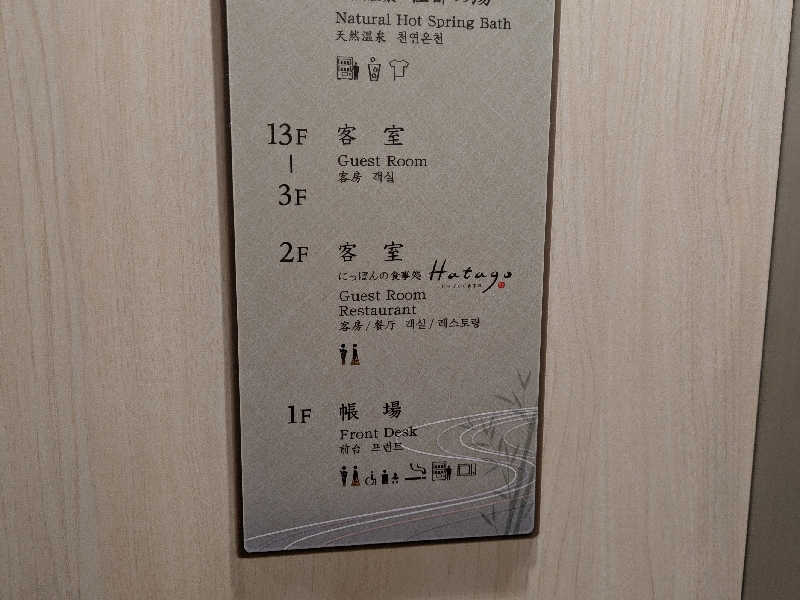 の湯
Natural Hot Spring Bath
天然温泉 천연온천
13F
客 室
Guest Room
客房 객실
3F
2F
客 室
にっぽんの食事処 Hatago
Guest Room
Restaurant
客房/餐厅 객실/레스토랑
1F
帳 場
Front Desk
前台 프런트